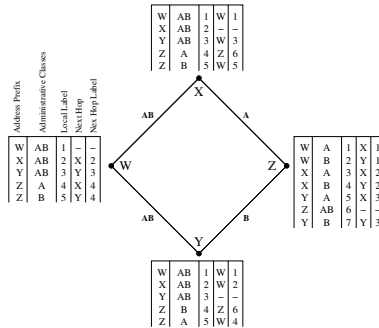 W AB 1 W 1
X AB 2 – –
Y AB 3 W 3
Z A 4 Z 6
Z B 5 W 5
X
AB
A
Address Prefix
Administrative Classes
Local Label
Next Hop
Nex Hop Label
W AB 1 – –
X AB 2 X 2
Y AB 3 Y 3
Z A 4 X 4
Z B 5 Y 4
W
Z
W A 1 X 1
W B 2 Y 1
X A 3 X 2
X B 4 Y 2
Y A 5 X 3
Z AB 6 – –
Y B 7 Y 3
AB
B
Y
W AB 1 W 1
X AB 2 W 2
Y AB 3 – –
Z B 4 Z 6
Z A 5 W 4